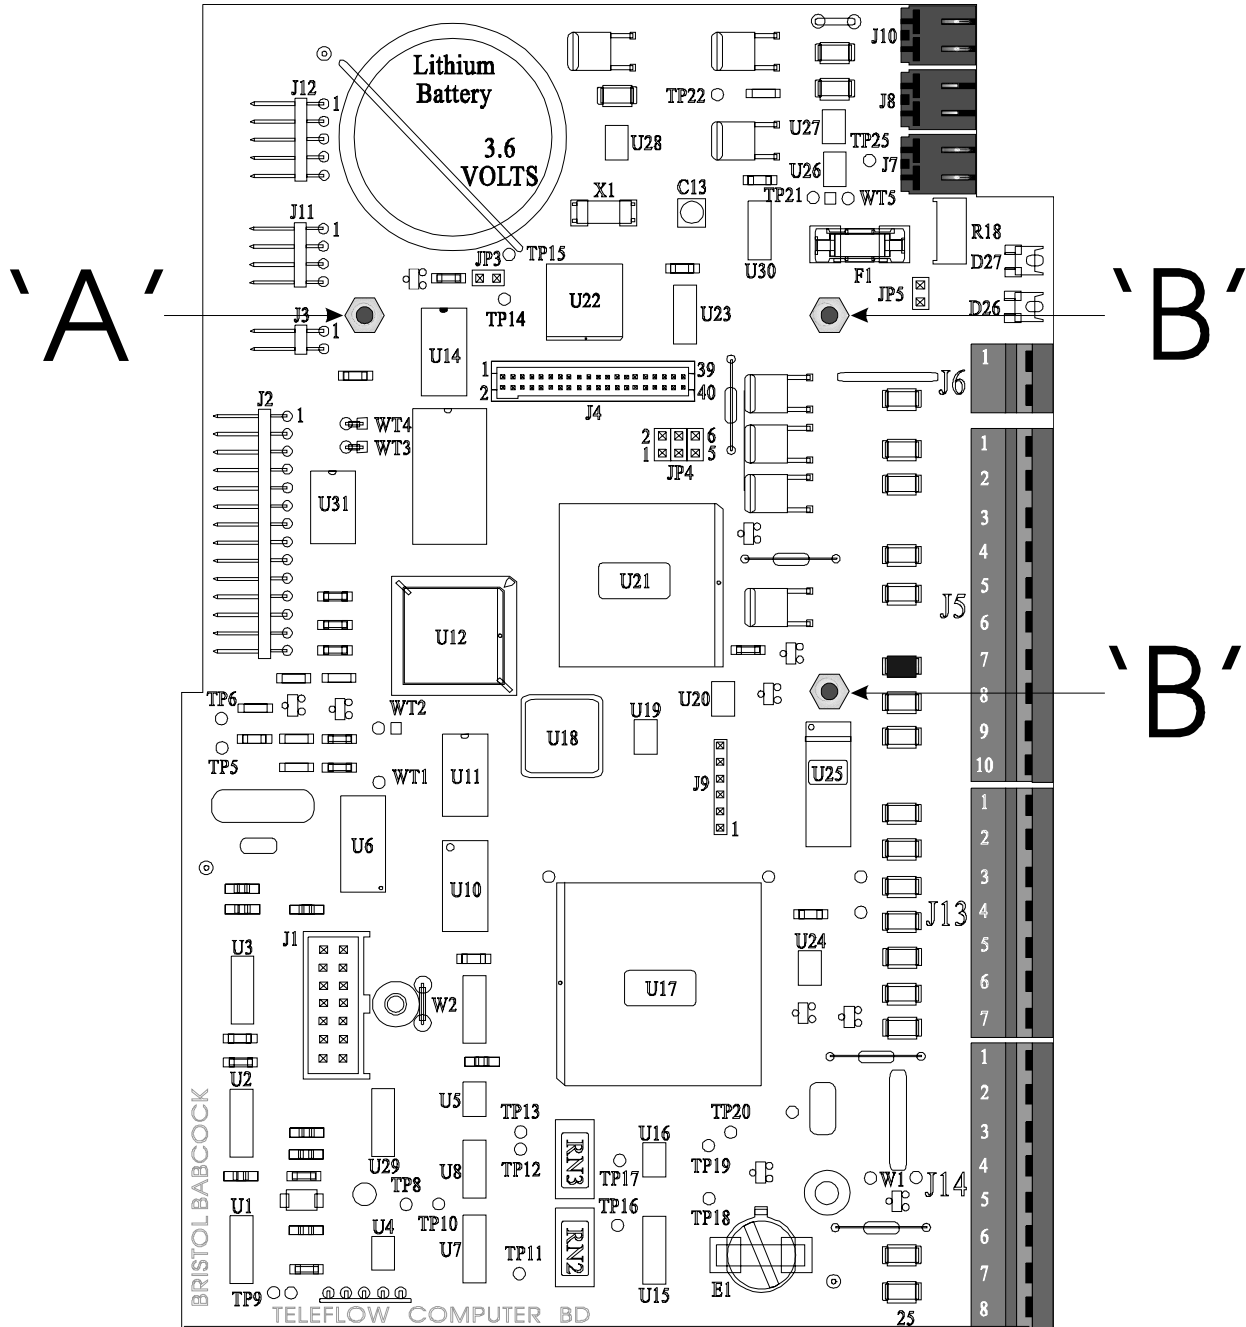 J10
Lithium
Battery
3.6
VOLTS
J12
1
TP22
J8
U27
TP25
U28
U26
J7
X1
C13
TP21
WT5
J11
1
R18
JP3
TP15
U30
F1
D27
JP5
D26
'A'
'B'
J3
1
TP14
U22
U23
U14
1
39
2
40
J4
1
J6
J2
1
WT4
WT3
2
6
1
5
JP4
U31
U21
U12
1
2
3
4
5
6
7
8
9
10
J5
'B'
TP6
WT2
U20
U19
U18
TP5
WT1
U11
J9
1
U25
U6
U10
1
2
3
4
5
6
7
J13
J1
U3
U24
W2
U17
U2
U5
TP13
TP20
U16
RN3
TP12
TP17
TP19
U29
U8
TP8
W1
J14
1
2
3
4
5
6
7
8
U1
U4
TP10
TP16
TP18
U7
RN2
TP11
U15
E1
TP9
25
BRISTOL BABCOCK
TELEFLOW COMPUTER BD